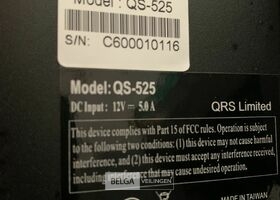 Model: QS-525
S/N: C600010116
Model: QS-525
DC Input : 12V ⎓ 5.0 A
QRS Limited
This device complies with Part 15 of FCC rules. Operation is subject
to the following two conditions: (1) this device may not cause harmful
interference, and (2) this device must accept any interference received,
including interference that may cause undesired operation.
BELGA VEILINGEN
MADE IN TAIWAN